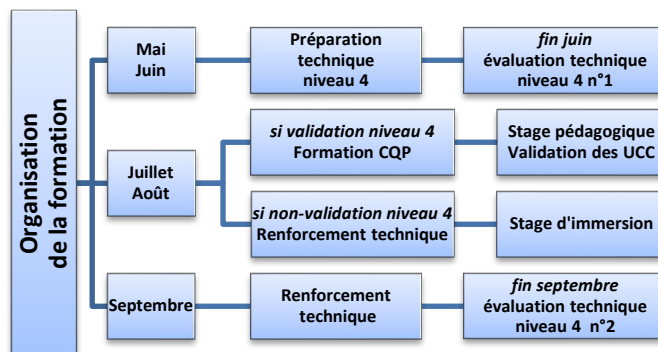 Organisation
de la formation
Mai
Juin
Préparation
technique
niveau 4
fin juin
évaluation technique
niveau 4 n°1
Juillet
Août
si validation niveau 4
Formation CQP
Stage pédagogique
Validation des UCC
si non-validation niveau 4
Renforcement technique
Stage d'immersion
Septembre
Renforcement
technique
fin septembre
évaluation technique
niveau 4 n°2